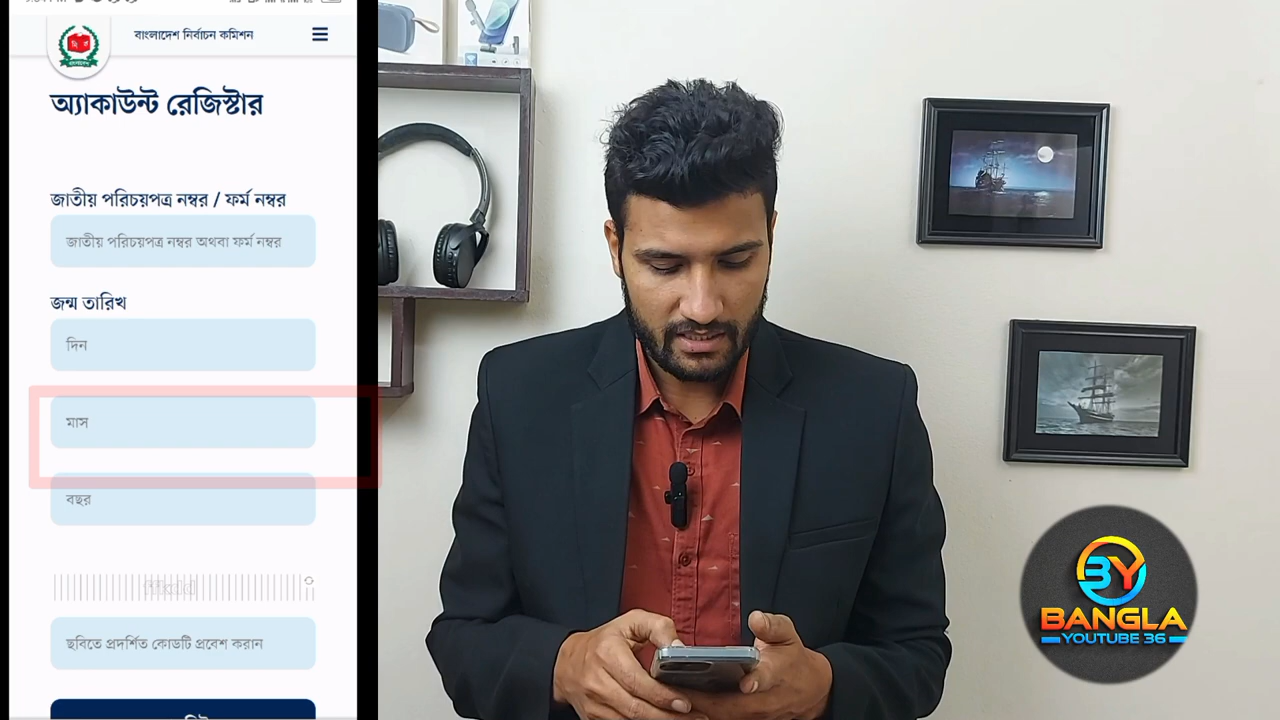 বাংলাদেশ নির্বাচন কমিশন
অ্যাকাউন্ট রেজিস্টার
জাতীয় পরিচয়পত্র নম্বর / ফর্ম নম্বর
জাতীয় পরিচয়পত্র নম্বর অথবা ফর্ম নম্বর
জন্ম তারিখ
দিন
মাস
বছর
ছবিতে প্রদর্শিত কোডটি প্রবেশ করান
BY
BANGLA
YOUTUBE 36